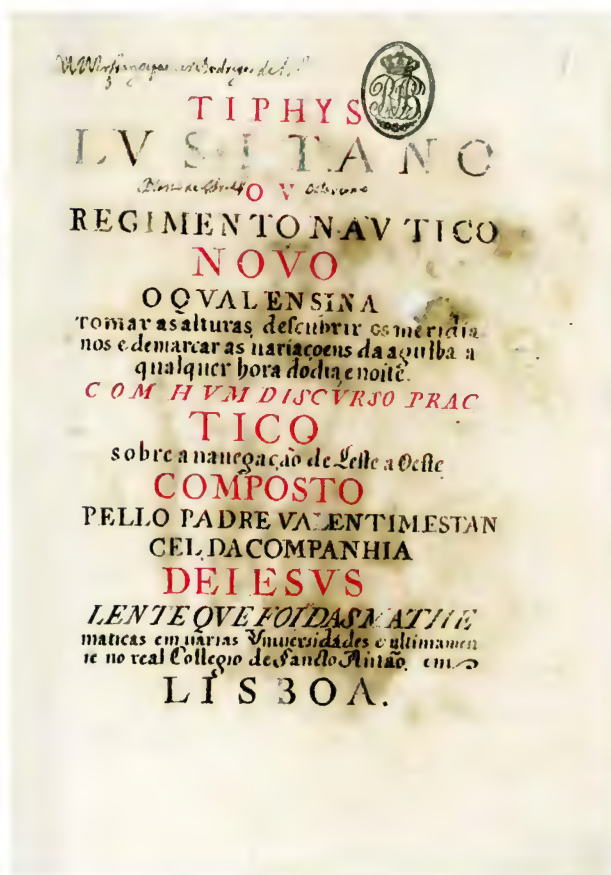 TIPHYS
LVSITANO
OV
REGIMENTO NAVTICO
NOVO
O QVAL ENSINA
tomar as alturas, descubrir os meridia
nos e demarcar as uariaçoens da agulha a
qualquer hora do dia, e noite.
COM HVM DISCVRSO PRAC
TICO
sobre a nauegação de Leste a Oeste
COMPOSTO
PELLO PADRE VALENTIM ESTAN
CEL, DA COMPANHIA
DE IESVS
LENTE QVE FOI DAS MATHE
maticas em uarias Vniuersidades e ultimamen
te no real Collegio de Sancto Antão, em
LISBOA.